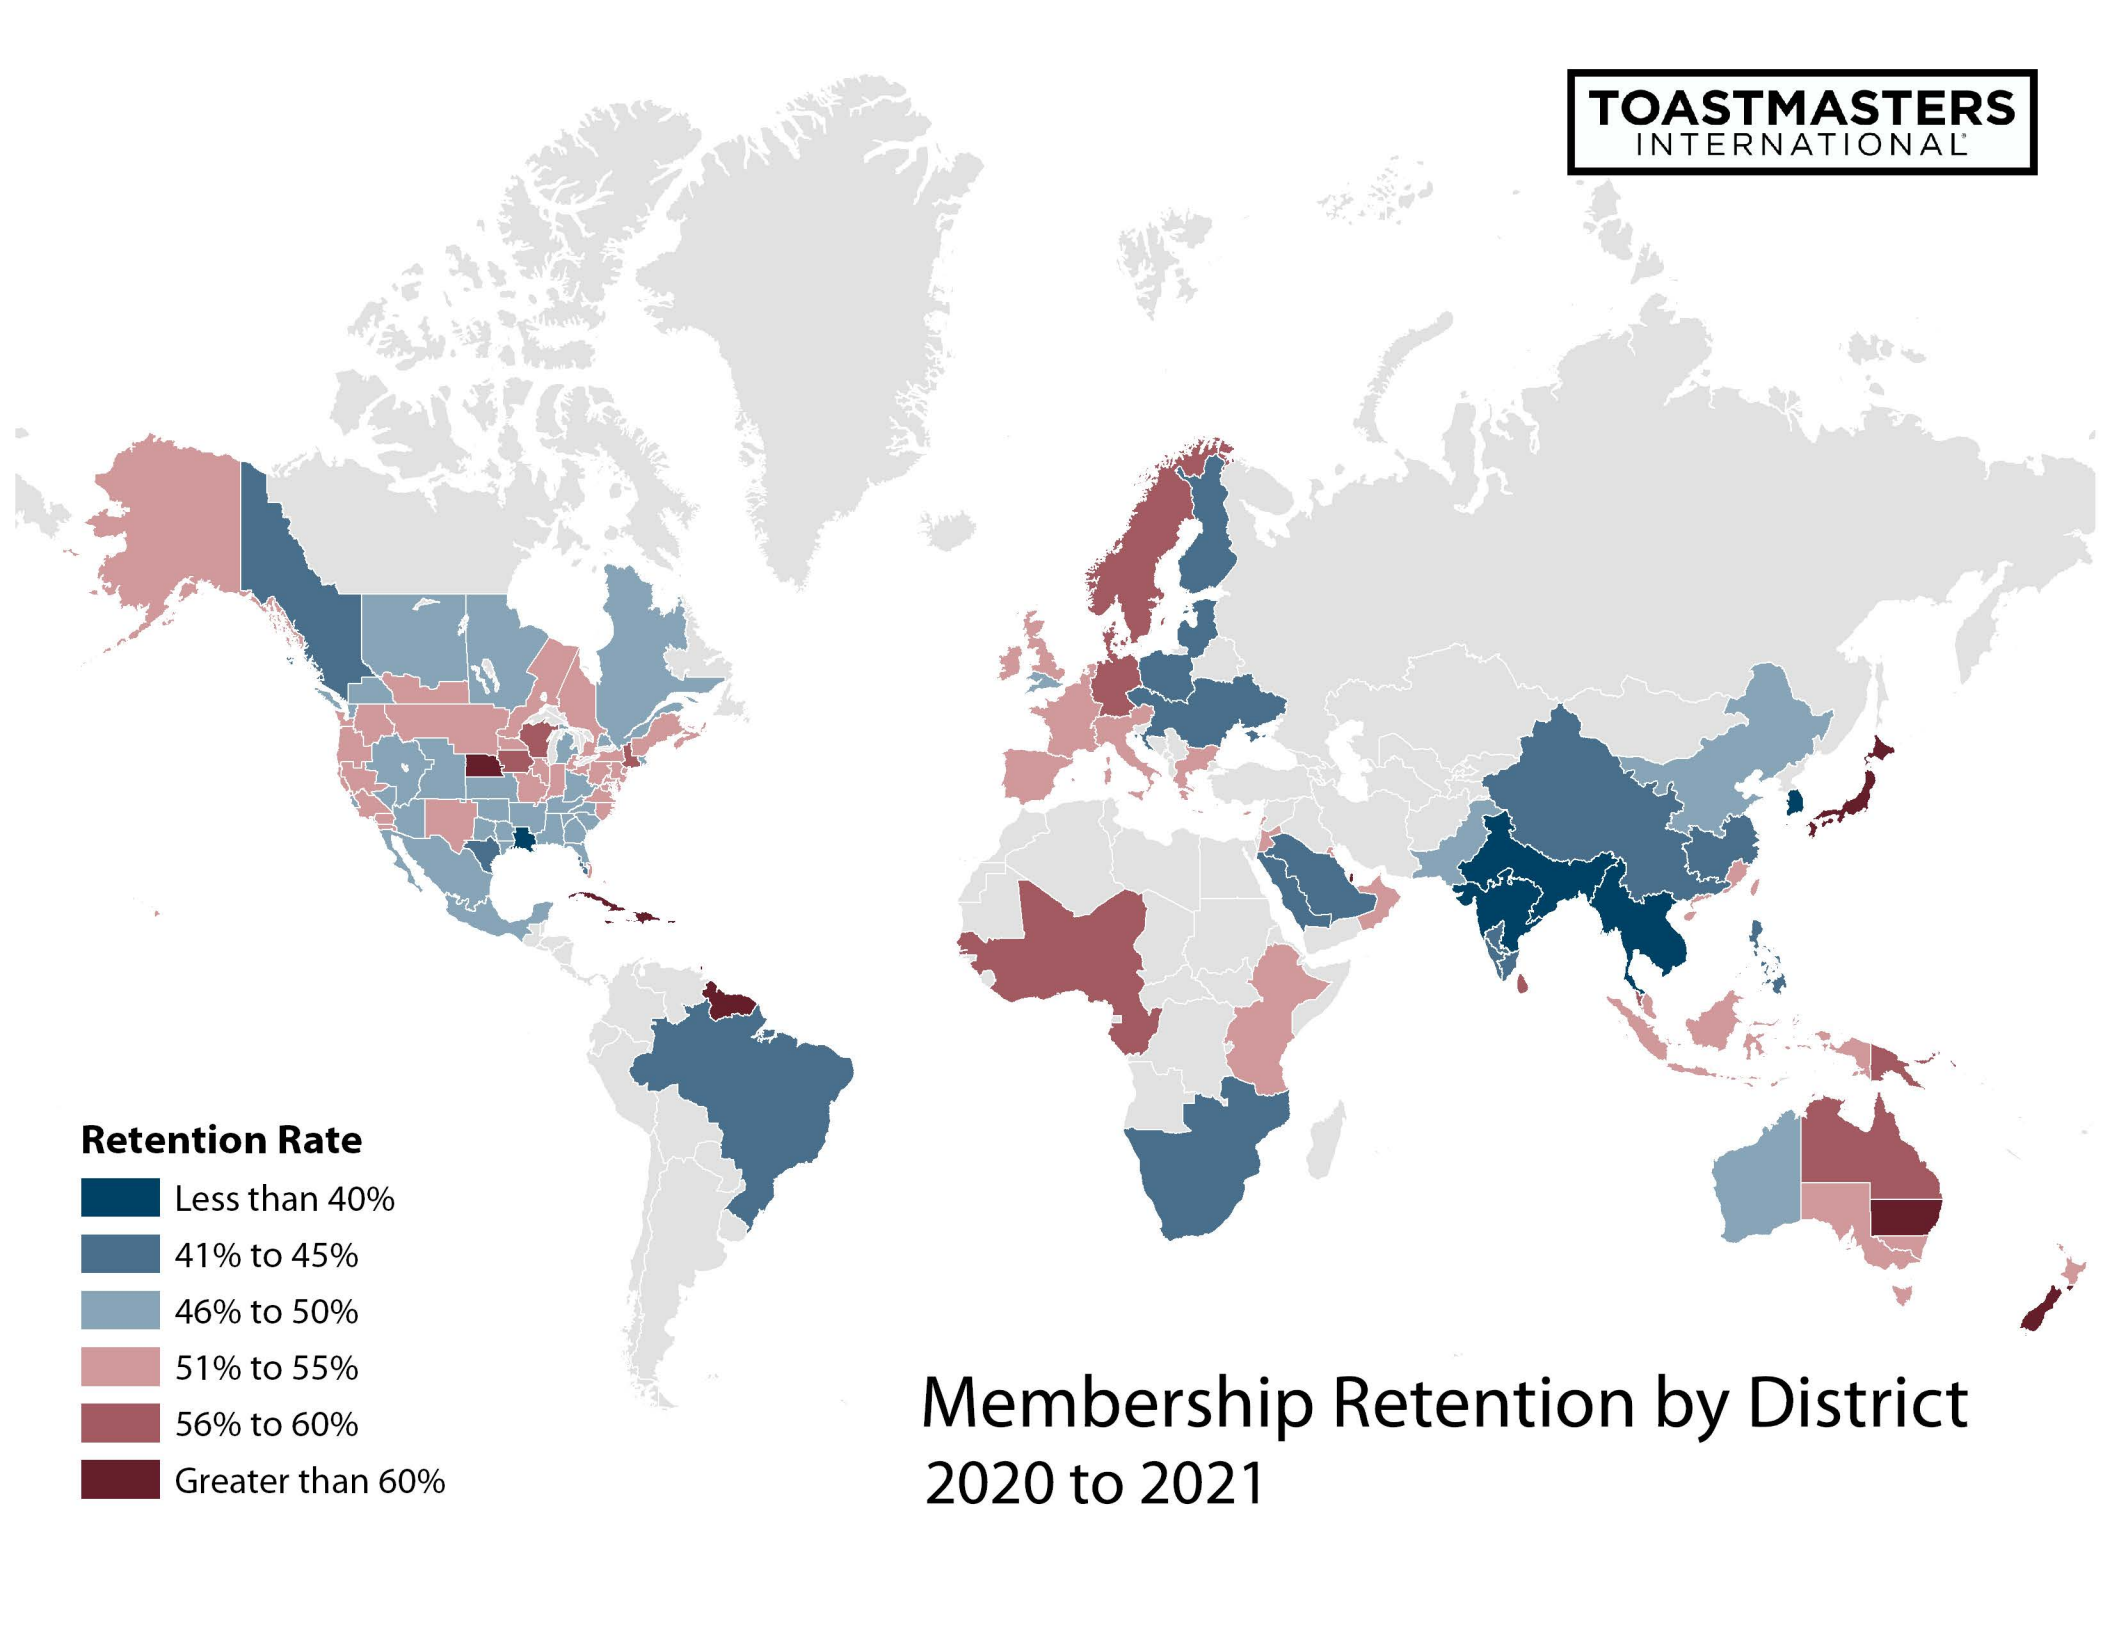 TOASTMASTERS
INTERNATIONAL
Retention Rate
Less than 40%
41% to 45%
46% to 50%
51% to 55%
56% to 60%
Greater than 60%
Membership Retention by District
2020 to 2021